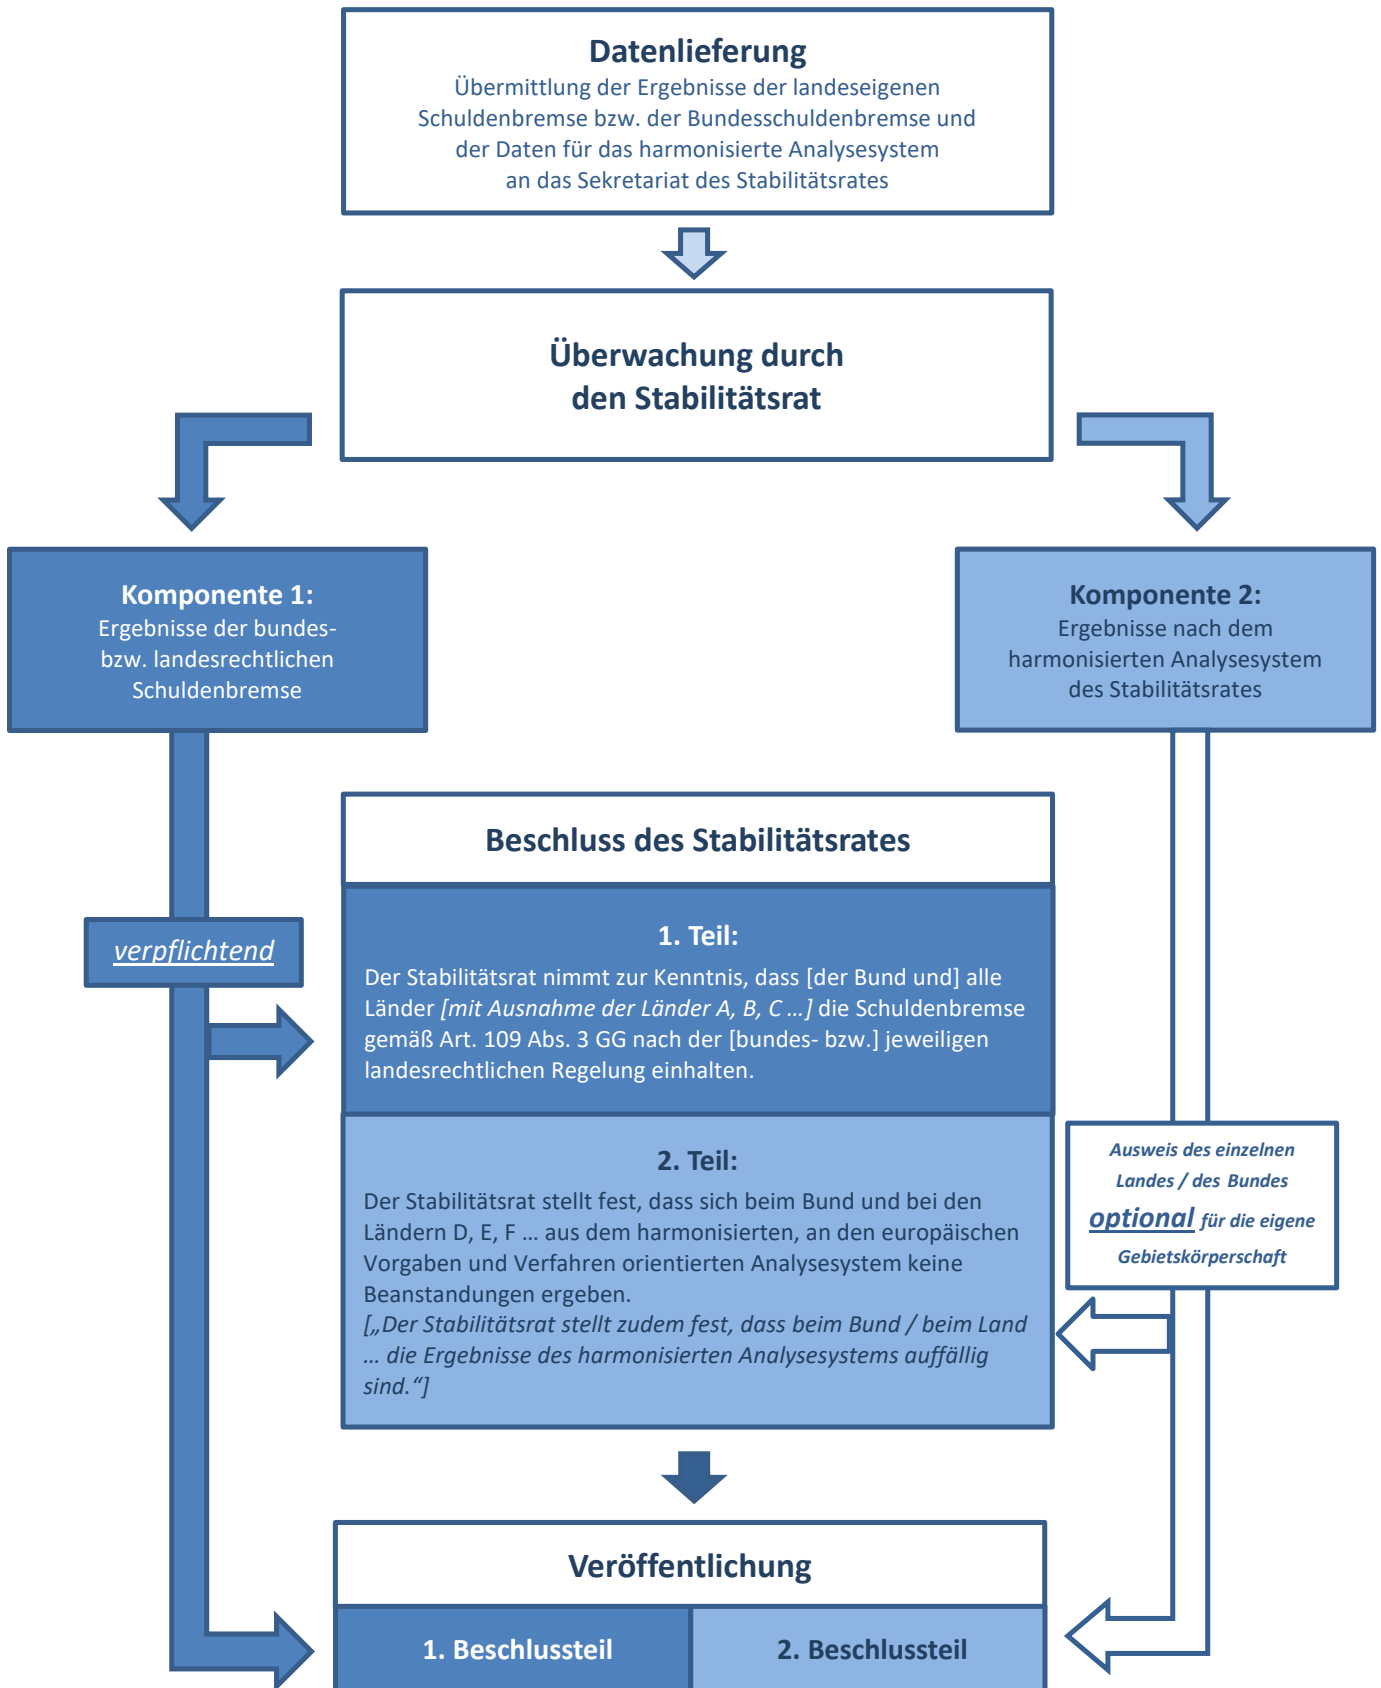 Datenlieferung
Übermittlung der Ergebnisse der landeseigenen
Schuldenbremse bzw. der Bundesschuldenbremse und
der Daten für das harmonisierte Analysesystem
an das Sekretariat des Stabilitätsrates
Überwachung durch
den Stabilitätsrat
Komponente 1:
Ergebnisse der bundes-
bzw. landesrechtlichen
Schuldenbremse
Komponente 2:
Ergebnisse nach dem
harmonisierten Analysesystem
des Stabilitätsrates
Beschluss des Stabilitätsrates
verpflichtend
1. Teil:
Der Stabilitätsrat nimmt zur Kenntnis, dass [der Bund und] alle
Länder [mit Ausnahme der Länder A, B, C …] die Schuldenbremse
gemäß Art. 109 Abs. 3 GG nach der [bundes- bzw.] jeweiligen
landesrechtlichen Regelung einhalten.
2. Teil:
Der Stabilitätsrat stellt fest, dass sich beim Bund und bei den
Ländern D, E, F … aus dem harmonisierten, an den europäischen
Vorgaben und Verfahren orientierten Analysesystem keine
Beanstandungen ergeben.
[„Der Stabilitätsrat stellt zudem fest, dass beim Bund / beim Land
… die Ergebnisse des harmonisierten Analysesystems auffällig
sind.“]
Ausweis des einzelnen
Landes / des Bundes
optional für die eigene
Gebietskörperschaft
Veröffentlichung
1. Beschlussteil
2. Beschlussteil